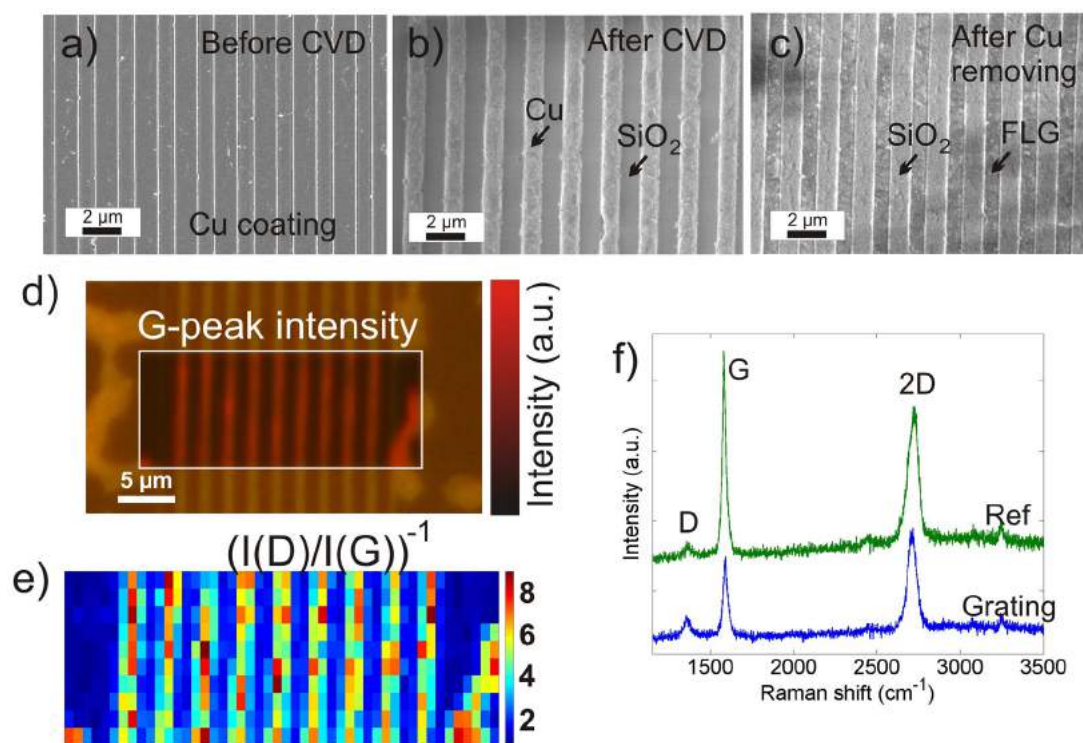 a)
Before CVD
2 µm
Cu coating
b)
After CVD
Cu
SiO₂
2 µm
c)
After Cu
removing
SiO₂
FLG
2 µm
d)
G-peak intensity
5 µm
Intensity (a.u.)
e)
(I(D)/I(G))⁻¹
8
6
4
2
f)
G
2D
D
Ref
Grating
Intensity (a.u.)
1500 2000 2500 3000 3500
Raman shift (cm⁻¹)